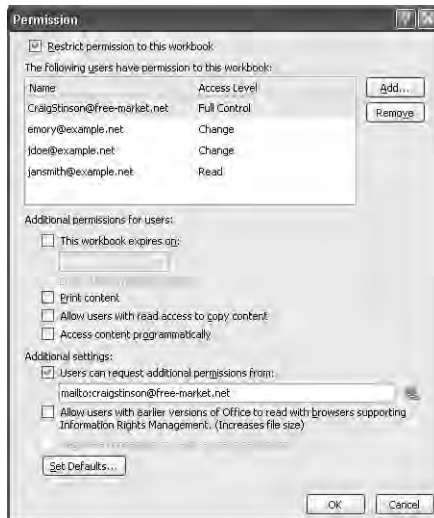 Permission
Restrict permission to this workbook
The following users have permission to this workbook:
Name Access Level
CraigStinson@free-market.net Full Control
emory@example.net Change
jdoe@example.net Change
jansmith@example.net Read
Add...
Remove
Additional permissions for users:
This workbook expires on:
Print content
Allow users with read access to copy content
Access content programmatically
Additional settings:
Users can request additional permissions from:
mailto:craigstinson@free-market.net
Allow users with earlier versions of Office to read with browsers supporting
Information Rights Management. (Increases file size)
Set Defaults...
OK Cancel